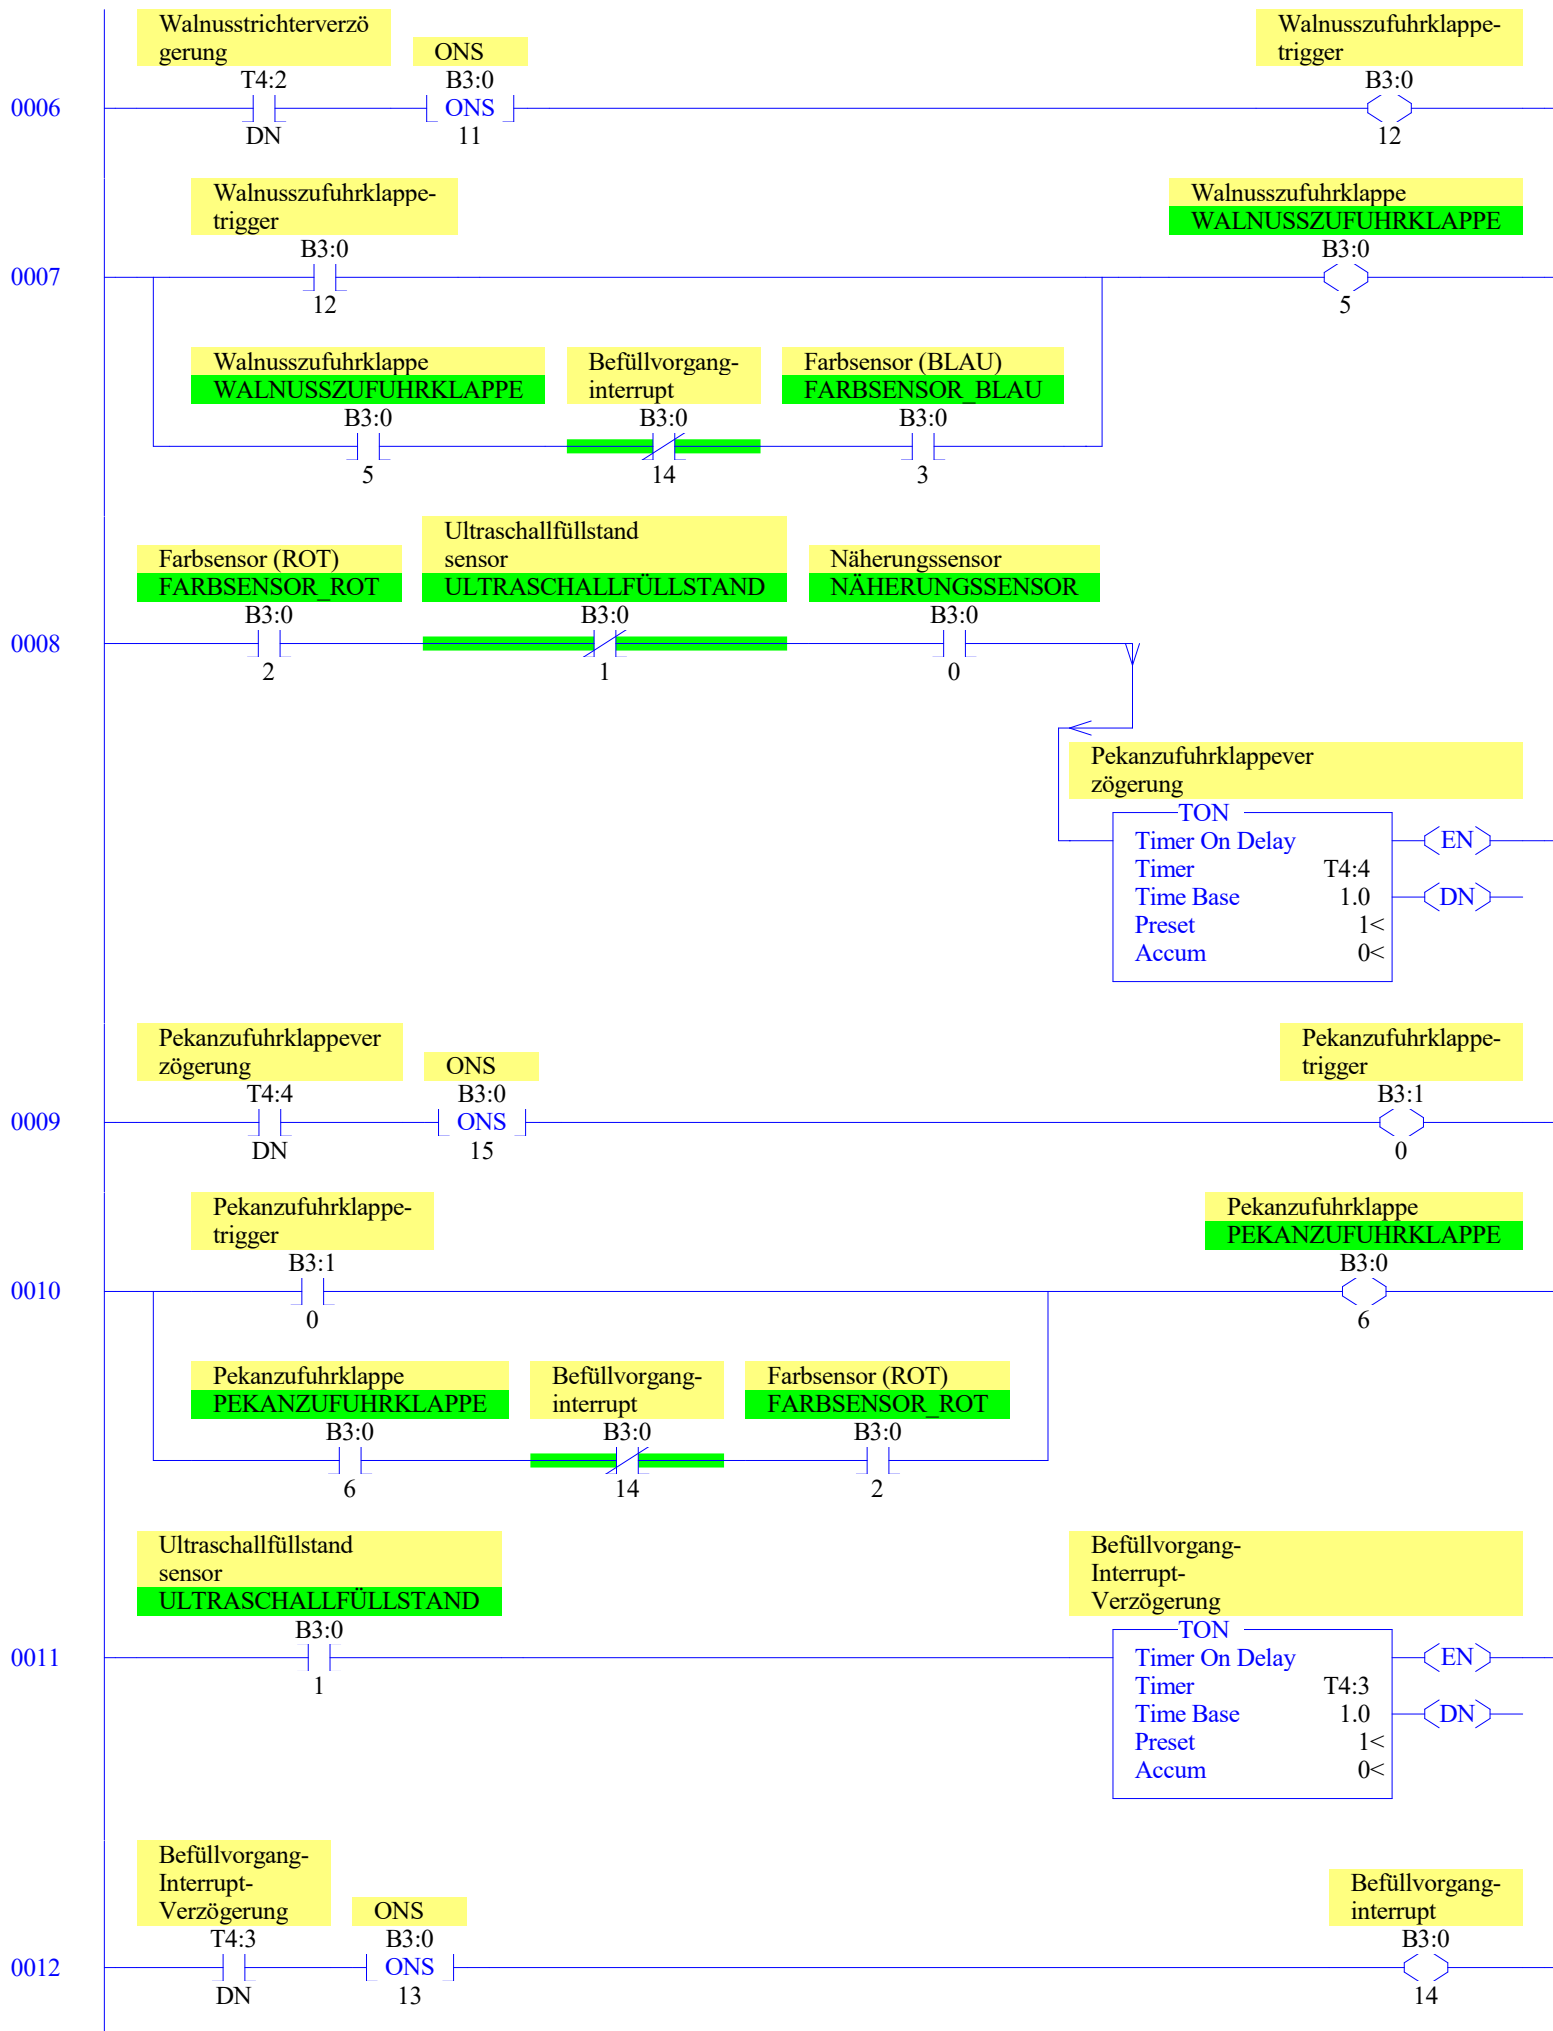 Walnusstrichterverzö
gerung
ONS
Walnusszufuhrklappe-
trigger
T4:2
B3:0
B3:0
0006
ONS
DN
11
12
Walnusszufuhrklappe-
trigger
Walnusszufuhrklappe
WALNUSSZUFUHRKLAPPE
B3:0
B3:0
0007
12
5
Walnusszufuhrklappe
WALNUSSZUFUHRKLAPPE
Befüllvorgang-
interrupt
Farbsensor (BLAU)
FARBSENSOR_BLAU
B3:0
B3:0
B3:0
5
14
3
Farbsensor (ROT)
FARBSENSOR_ROT
Ultraschallfüllstand
sensor
ULTRASCHALLFÜLLSTAND
Näherungssensor
NÄHERUNGSSENSOR
B3:0
B3:0
B3:0
0008
2
1
0
Pekanzufuhrklappever
zögerung
TON
Timer On Delay
EN
Timer T4:4
Time Base 1.0
DN
Preset 1<
Accum 0<
Pekanzufuhrklappever
zögerung
ONS
Pekanzufuhrklappe-
trigger
T4:4
B3:0
B3:1
0009
ONS
DN
15
0
Pekanzufuhrklappe-
trigger
Pekanzufuhrklappe
PEKANZUFUHRKLAPPE
B3:1
B3:0
0010
0
6
Pekanzufuhrklappe
PEKANZUFUHRKLAPPE
Befüllvorgang-
interrupt
Farbsensor (ROT)
FARBSENSOR_ROT
B3:0
B3:0
B3:0
6
14
2
Ultraschallfüllstand
sensor
ULTRASCHALLFÜLLSTAND
B3:0
Befüllvorgang-
Interrupt-
Verzögerung
0011
1
TON
Timer On Delay
EN
Timer T4:3
Time Base 1.0
DN
Preset 1<
Accum 0<
Befüllvorgang-
Interrupt-
Verzögerung
ONS
Befüllvorgang-
interrupt
T4:3
B3:0
B3:0
0012
ONS
DN
13
14